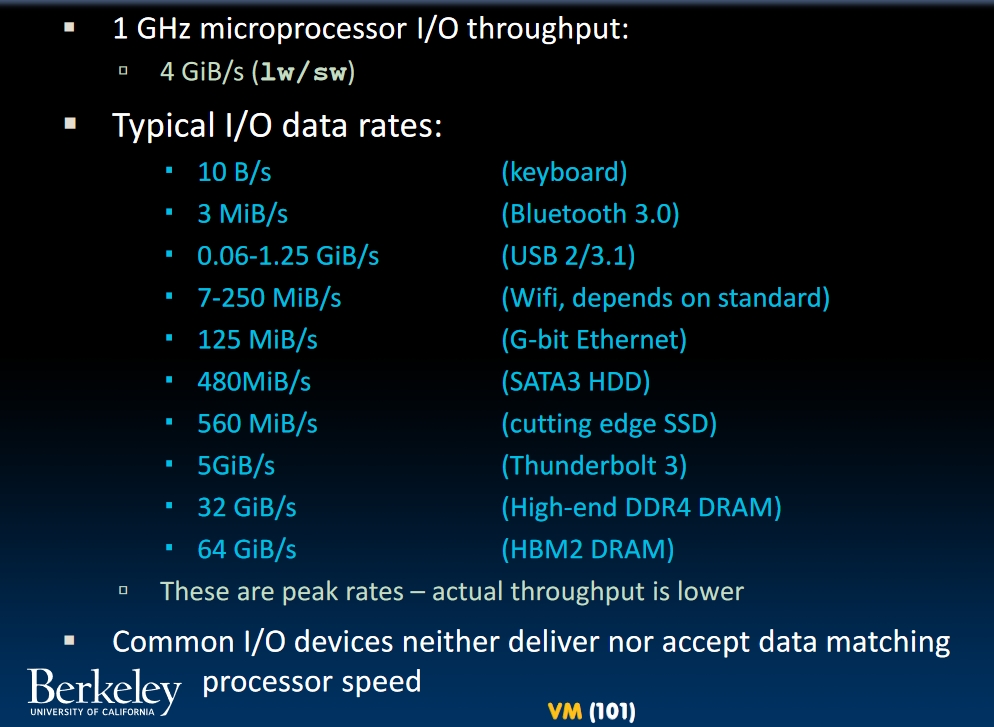 1 GHz microprocessor I/O throughput:
4 GiB/s (lw/sw)
Typical I/O data rates:
10 B/s (keyboard)
3 MiB/s (Bluetooth 3.0)
0.06-1.25 GiB/s (USB 2/3.1)
7-250 MiB/s (Wifi, depends on standard)
125 MiB/s (G-bit Ethernet)
480MiB/s (SATA3 HDD)
560 MiB/s (cutting edge SSD)
5GiB/s (Thunderbolt 3)
32 GiB/s (High-end DDR4 DRAM)
64 GiB/s (HBM2 DRAM)
These are peak rates – actual throughput is lower
Common I/O devices neither deliver nor accept data matching
processor speed
Berkeley
UNIVERSITY OF CALIFORNIA
VM (101)